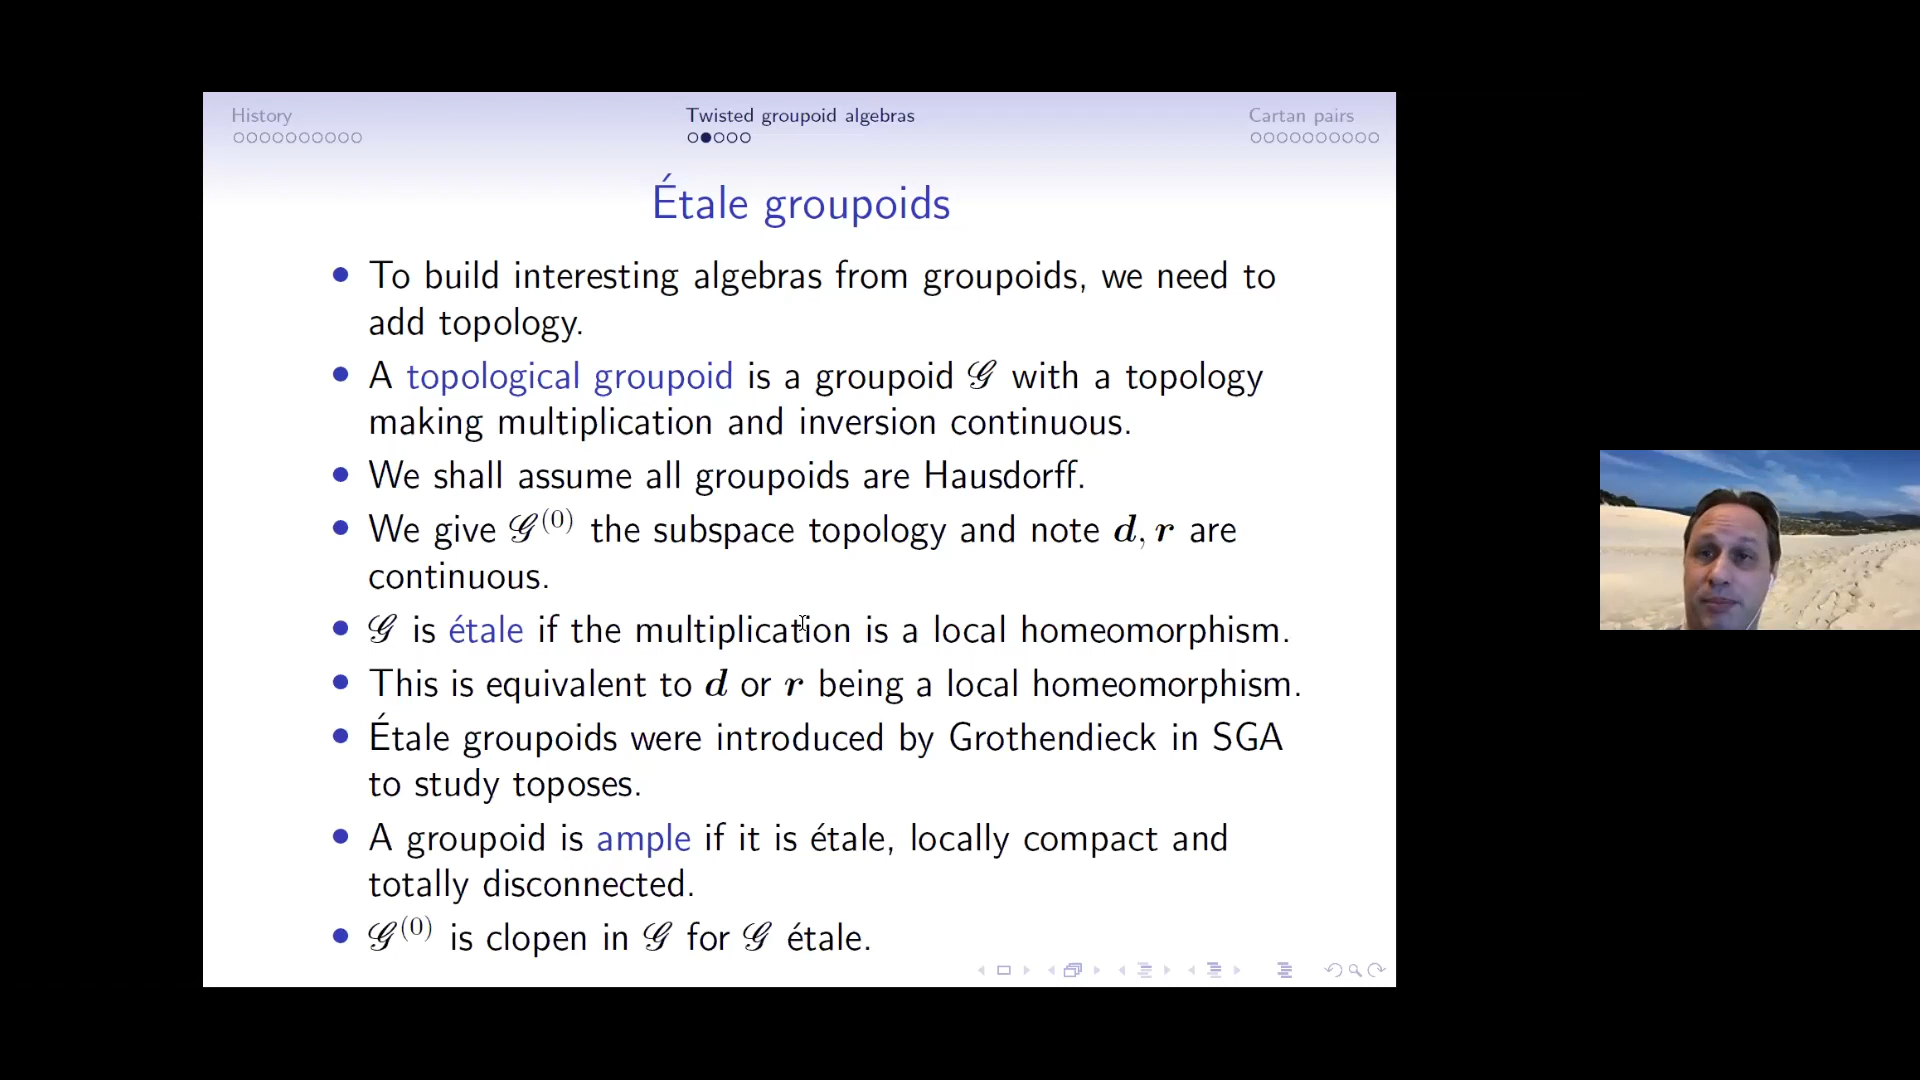 History
Twisted groupoid algebras
Cartan pairs
Étale groupoids
• To build interesting algebras from groupoids, we need to
add topology.
• A topological groupoid is a groupoid 𝒢 with a topology
making multiplication and inversion continuous.
• We shall assume all groupoids are Hausdorff.
• We give 𝒢⁽⁰⁾ the subspace topology and note d, r are
continuous.
• 𝒢 is étale if the multiplication is a local homeomorphism.
• This is equivalent to d or r being a local homeomorphism.
• Étale groupoids were introduced by Grothendieck in SGA
to study toposes.
• A groupoid is ample if it is étale, locally compact and
totally disconnected.
• 𝒢⁽⁰⁾ is clopen in 𝒢 for 𝒢 étale.